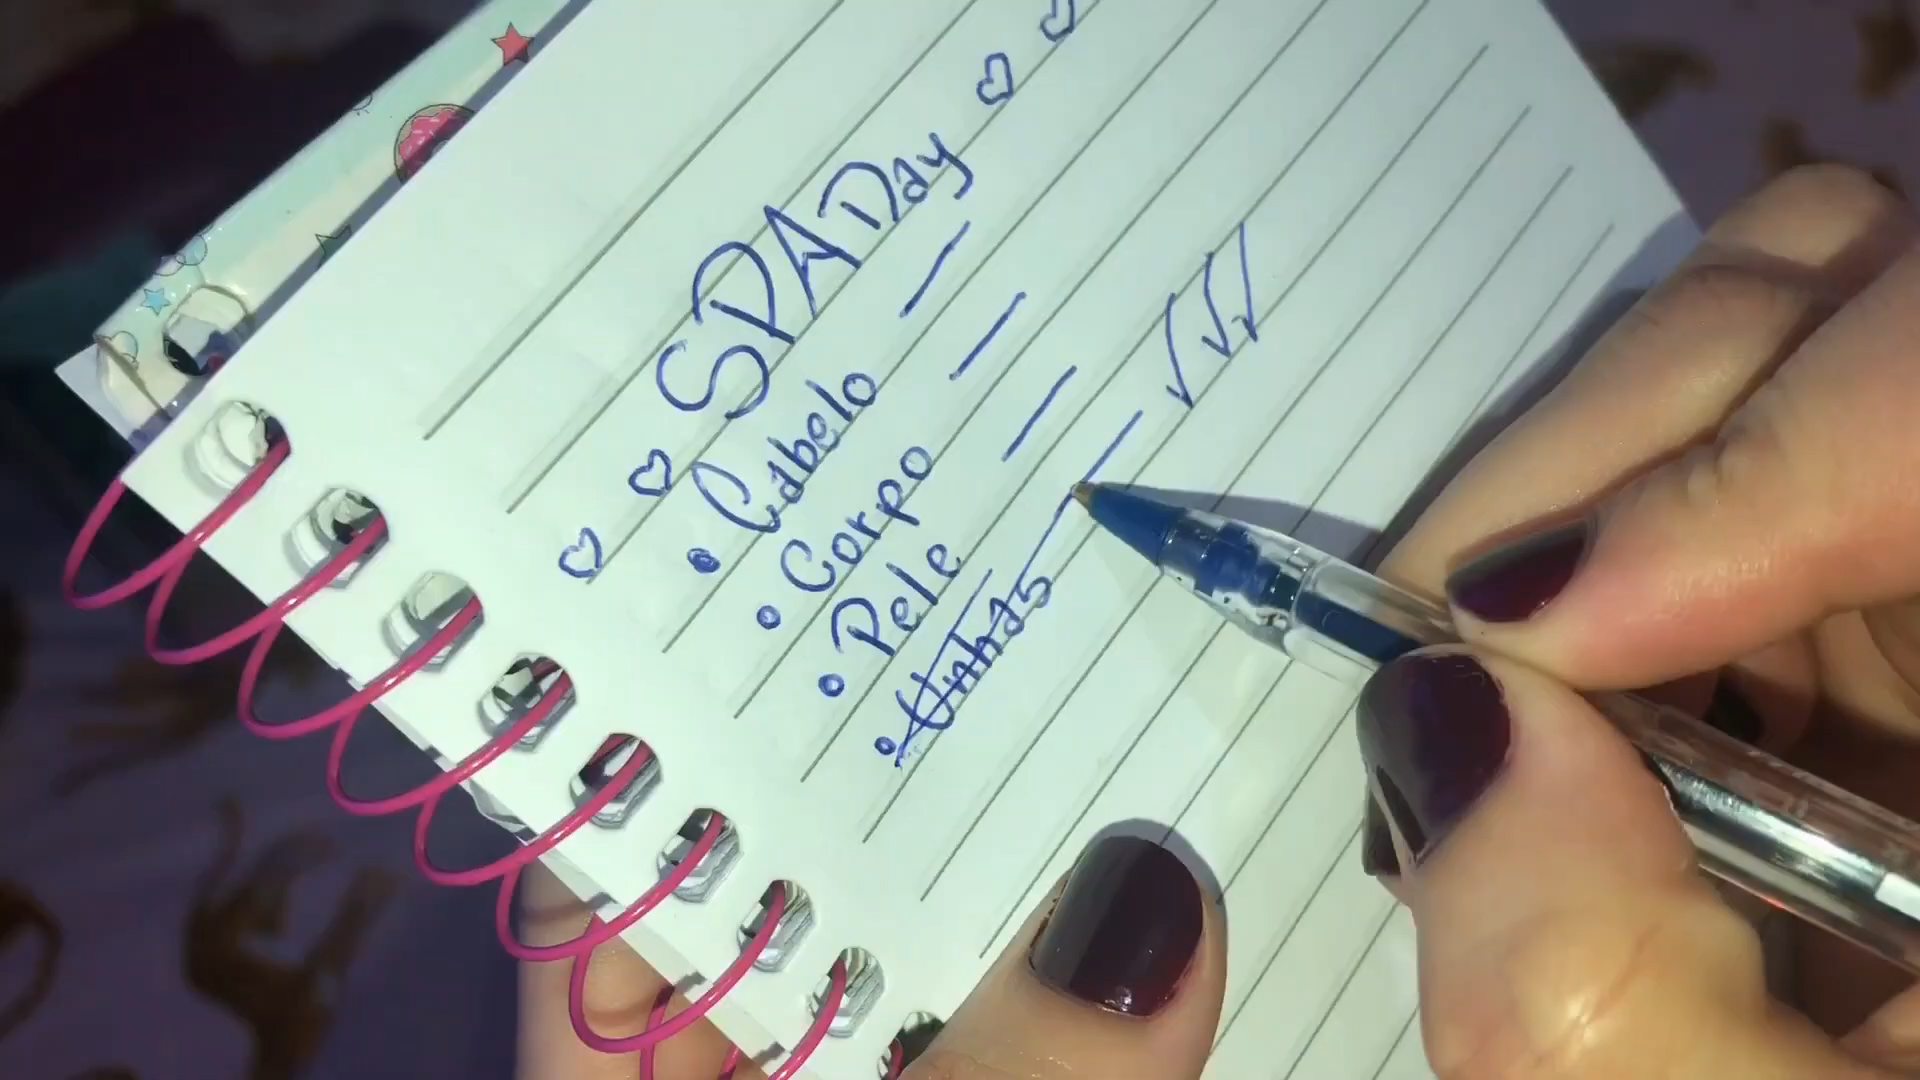 SPA Day
• Cabelo —
• Corpo —
• Pele —
• Unhas — ✓✓✓